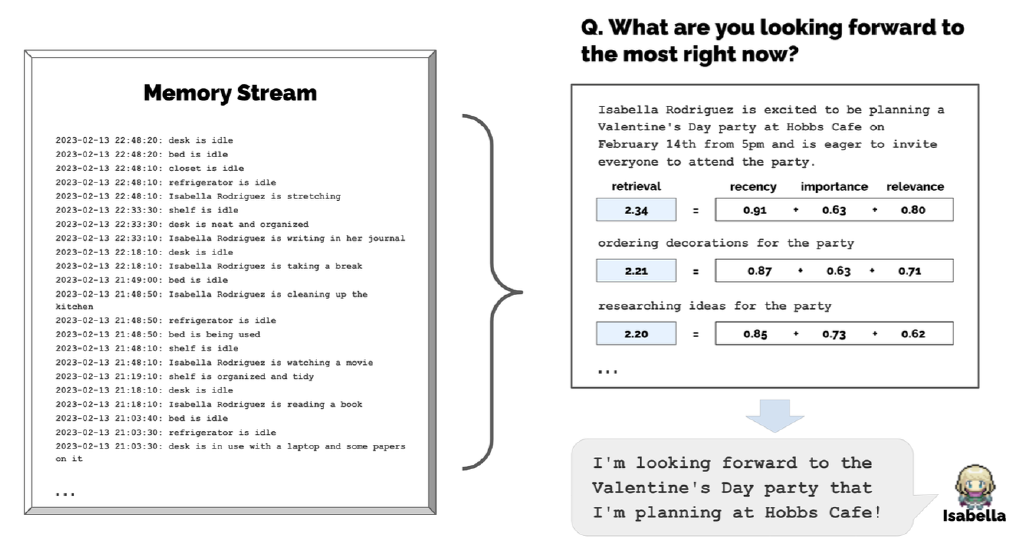 Memory Stream
2023-02-13 22:48:20: desk is idle
2023-02-13 22:48:20: bed is idle
2023-02-13 22:48:10: closet is idle
2023-02-13 22:48:10: refrigerator is idle
2023-02-13 22:48:10: Isabella Rodriguez is stretching
2023-02-13 22:33:30: shelf is idle
2023-02-13 22:33:30: desk is neat and organized
2023-02-13 22:33:10: Isabella Rodriguez is writing in her journal
2023-02-13 22:18:10: desk is idle
2023-02-13 22:18:10: Isabella Rodriguez is taking a break
2023-02-13 21:49:00: bed is idle
2023-02-13 21:48:50: Isabella Rodriguez is cleaning up the
kitchen
2023-02-13 21:48:50: refrigerator is idle
2023-02-13 21:48:50: bed is being used
2023-02-13 21:48:10: shelf is idle
2023-02-13 21:48:10: Isabella Rodriguez is watching a movie
2023-02-13 21:19:10: shelf is organized and tidy
2023-02-13 21:18:10: desk is idle
2023-02-13 21:18:10: Isabella Rodriguez is reading a book
2023-02-13 21:03:40: bed is idle
2023-02-13 21:03:30: refrigerator is idle
2023-02-13 21:03:30: desk is in use with a laptop and some papers
on it
...
Q. What are you looking forward to
the most right now?
Isabella Rodriguez is excited to be planning a
Valentine's Day party at Hobbs Cafe on
February 14th from 5pm and is eager to invite
everyone to attend the party.
retrieval recency importance relevance
2.34 = 0.91 + 0.63 + 0.80
ordering decorations for the party
2.21 = 0.87 + 0.63 + 0.71
researching ideas for the party
2.20 = 0.85 + 0.73 + 0.62
...
I'm looking forward to the
Valentine's Day party that
I'm planning at Hobbs Cafe!
Isabella